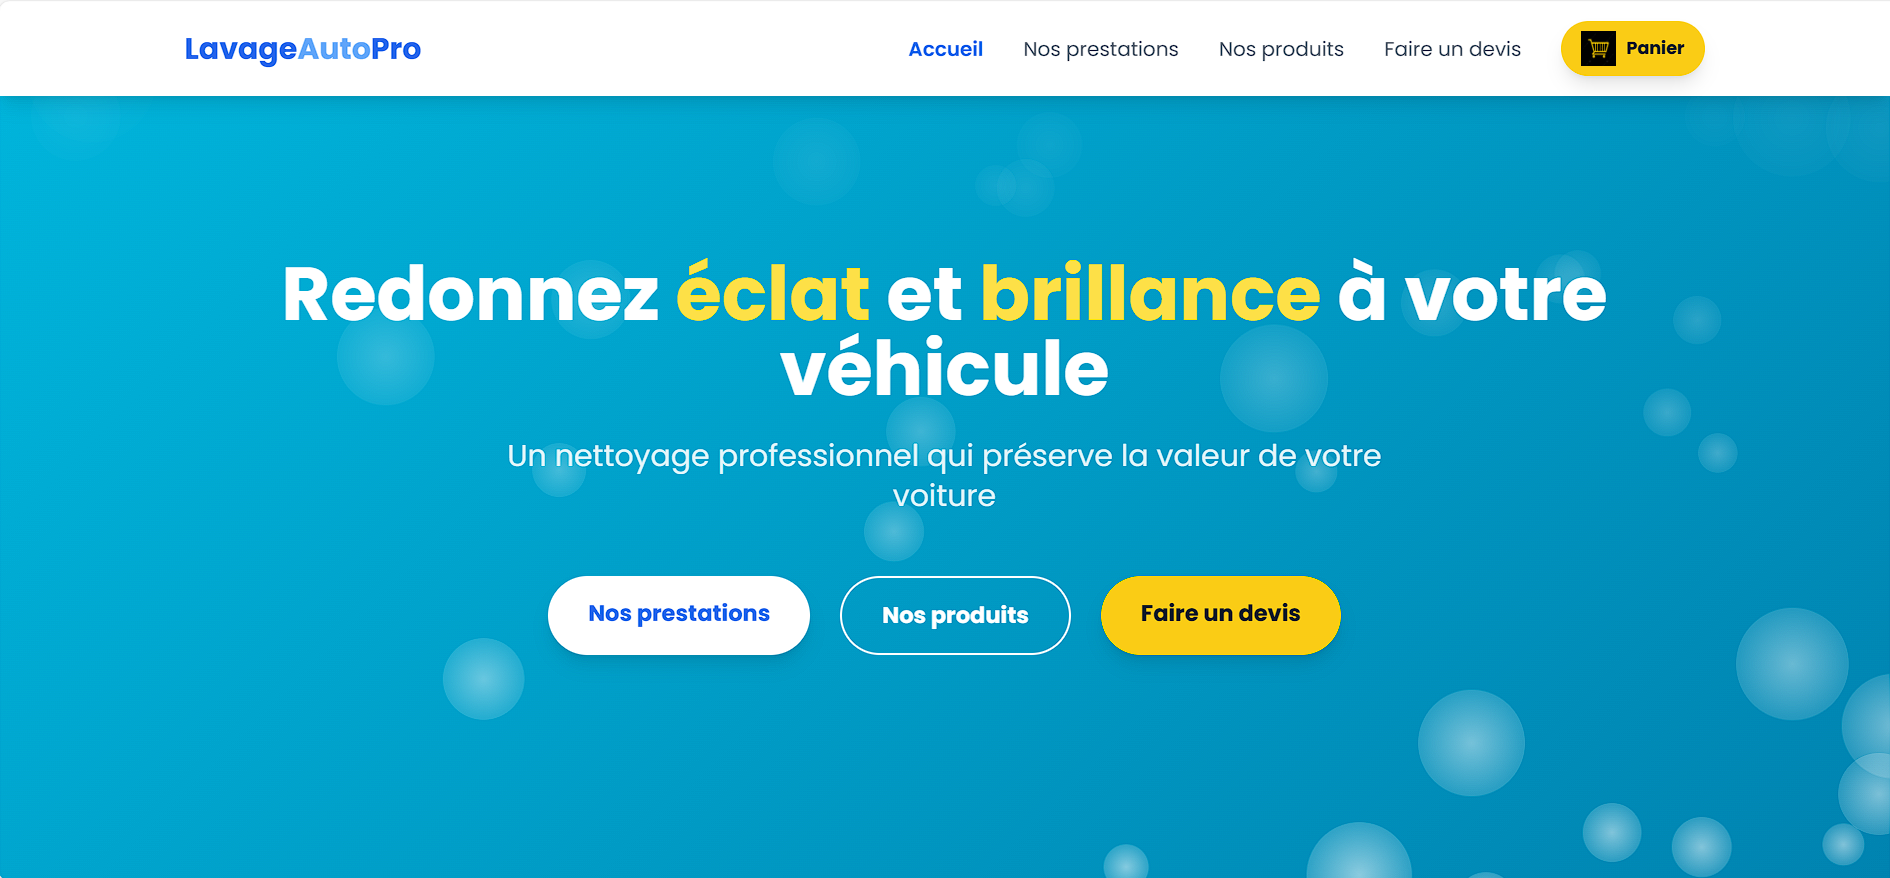 LavageAutoPro
Accueil
Nos prestations
Nos produits
Faire un devis
Panier
Redonnez éclat et brillance à votre
véhicule
Un nettoyage professionnel qui préserve la valeur de votre
voiture
Nos prestations
Nos produits
Faire un devis